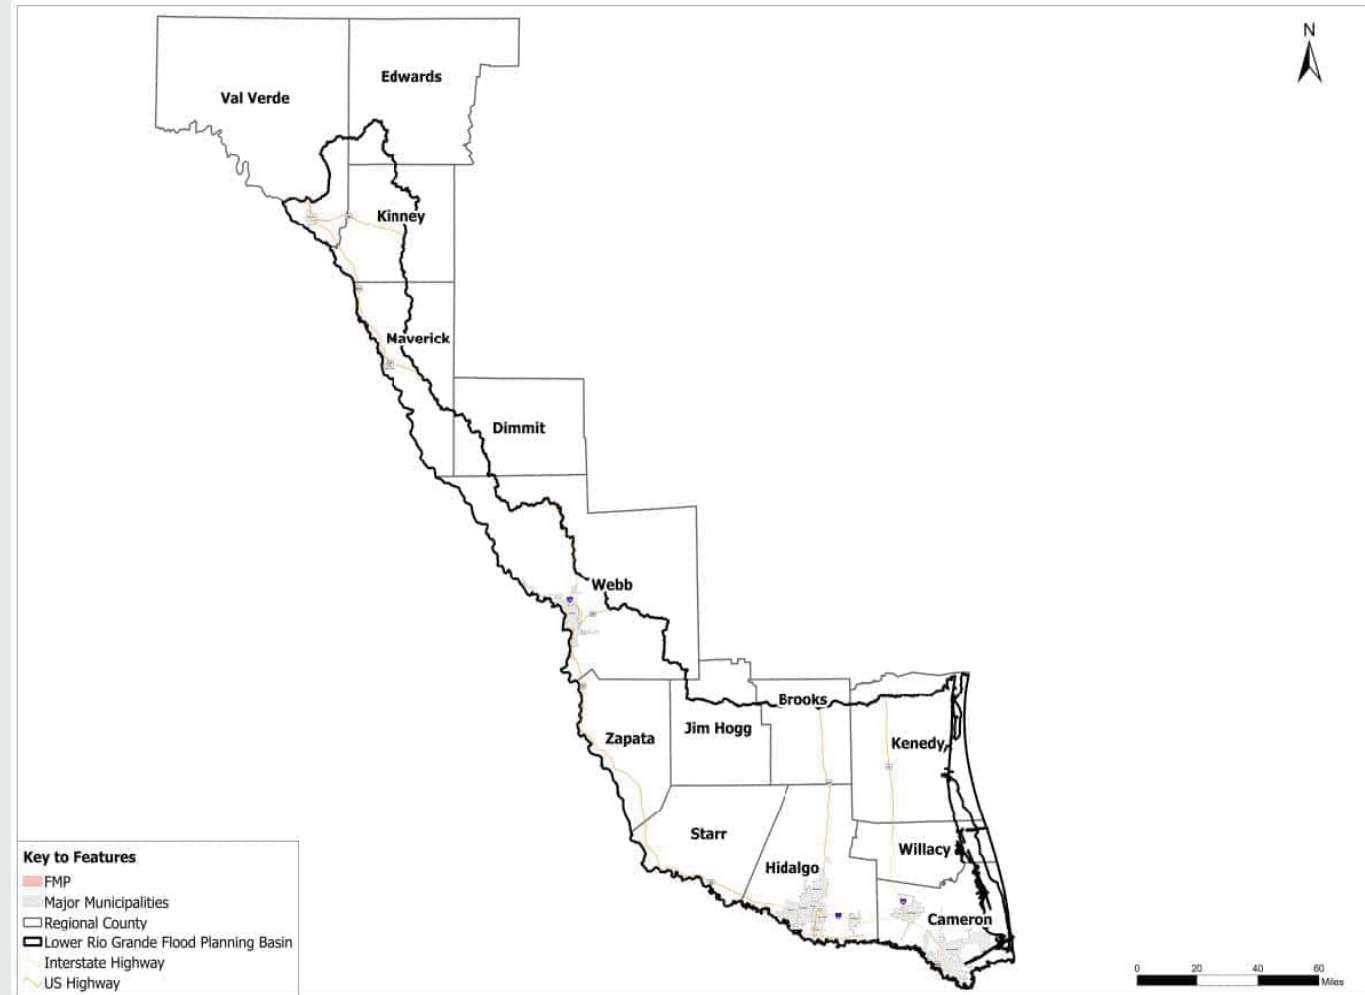 N
Edwards
Val Verde
Kinney
Maverick
Dimmit
Webb
Brooks
Jim Hogg
Zapata
Kenedy
Starr
Willacy
Hidalgo
Cameron
Key to Features
FMP
Major Municipalities
Regional County
Lower Rio Grande Flood Planning Basin
Interstate Highway
US Highway
0 20 40 60
Miles